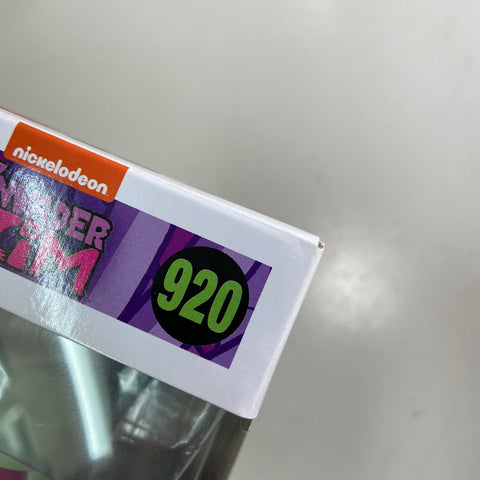 nickelodeon
INVADER
ZIM
920